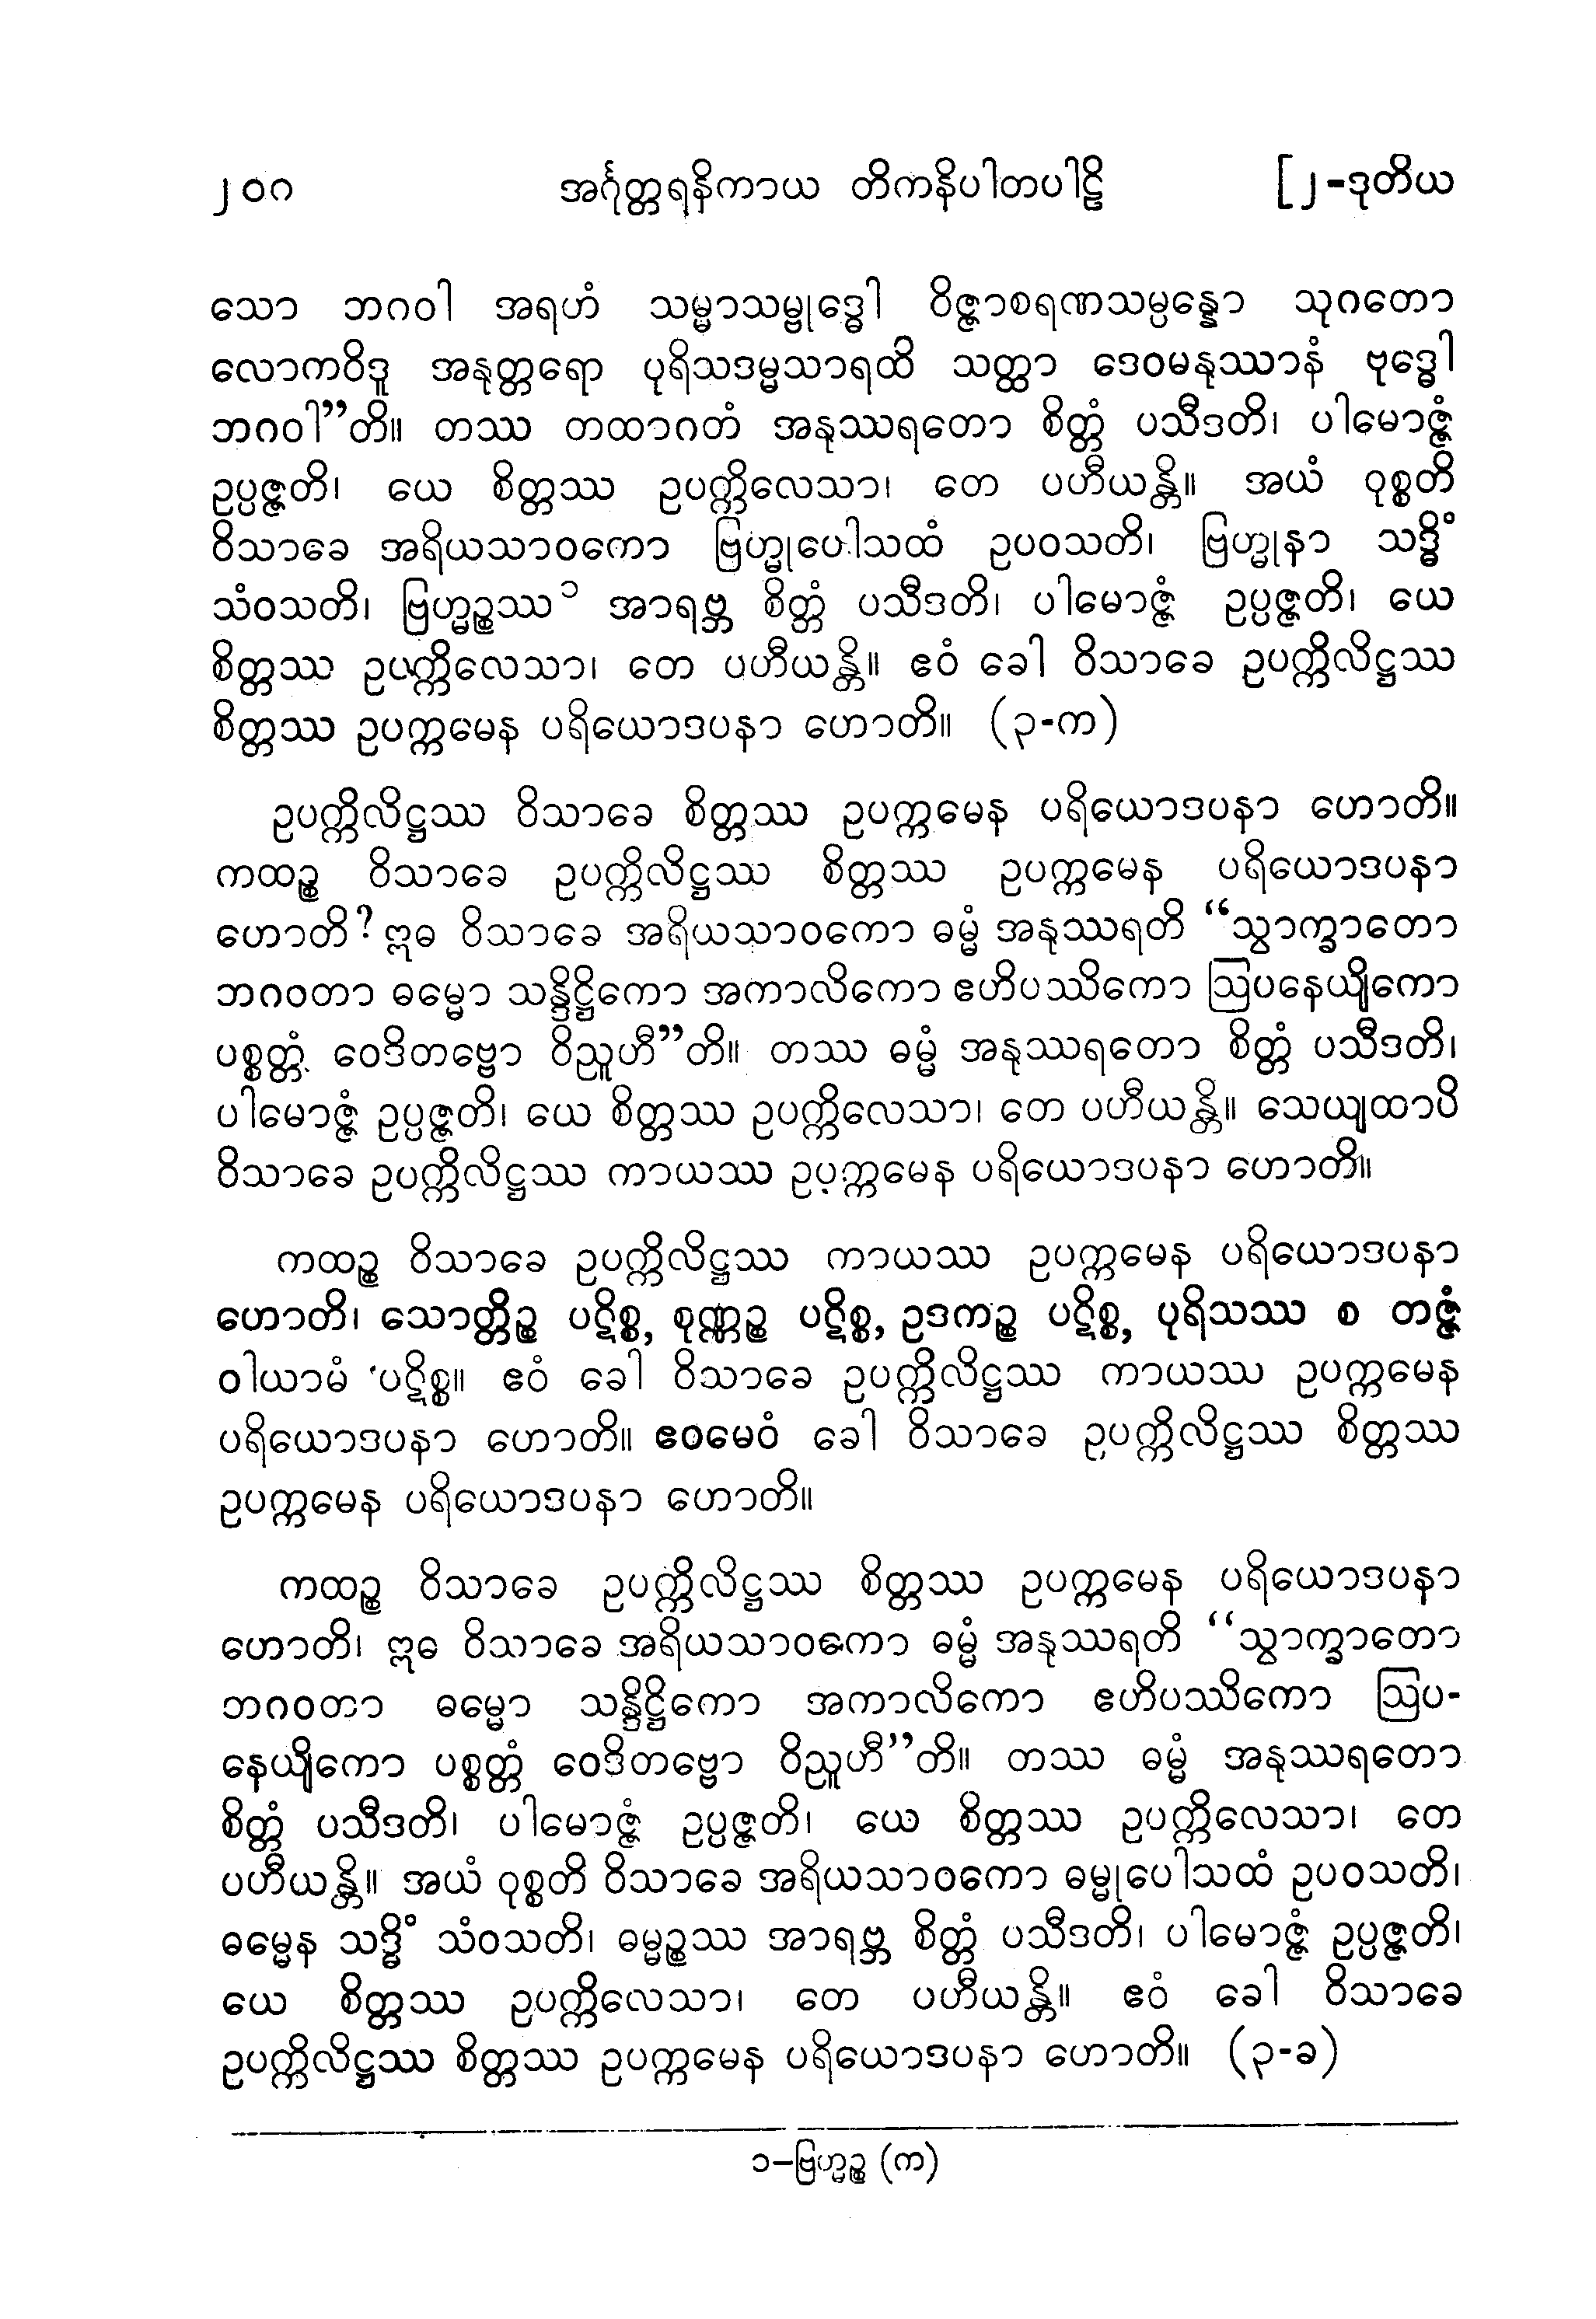 ၂၀၈ အင်္ဂုတ္တရနိကာယ တိကနိပါတပါဠိ [၂-ဒုတိယ
သော ဘဂဝါ အရဟံ သမ္မာသမ္ဗုဒ္ဓေါ ဝိဇ္ဇာစရဏသမ္ပန္နော သုဂတော
လောကဝိဒူ အနုတ္တရော ပုရိသဒမ္မသာရထိ သတ္ထာ ဒေဝမနုဿာနံ ဗုဒ္ဓေါ
ဘဂဝါ”တိ။ တဿ တထာဂတံ အနုဿရတော စိတ္တံ ပသီဒတိ၊ ပါမောဇ္ဇံ
ဥပ္ပဇ္ဇတိ၊ ယေ စိတ္တဿ ဥပက္ကိလေသာ၊ တေ ပဟီယန္တိ။ အယံ ဝုစ္စတိ
ဝိသာခေ အရိယသာဝကော ဗြဟ္မုပေါသထံ ဥပဝသတိ၊ ဗြဟ္မုနာ သဒ္ဓိံ
သံဝသတိ၊ ဗြဟ္မဉ္စဿ ၁ အာရဗ္ဘ စိတ္တံ ပသီဒတိ၊ ပါမောဇ္ဇံ ဥပ္ပဇ္ဇတိ၊ ယေ
စိတ္တဿ ဥပက္ကိလေသာ၊ တေ ပဟီယန္တိ။ ဧဝံ ခေါ ဝိသာခေ ဥပက္ကိလိဋ္ဌဿ
စိတ္တဿ ဥပက္ကမေန ပရိယောဒပနာ ဟောတိ။ (၃-က)
ဥပက္ကိလိဋ္ဌဿ ဝိသာခေ စိတ္တဿ ဥပက္ကမေန ပရိယောဒပနာ ဟောတိ။
ကထဉ္စ ဝိသာခေ ဥပက္ကိလိဋ္ဌဿ စိတ္တဿ ဥပက္ကမေန ပရိယောဒပနာ
ဟောတိ? ဣဓ ဝိသာခေ အရိယသာဝကော ဓမ္မံ အနုဿရတိ “သွာက္ခာတော
ဘဂဝတာ ဓမ္မော သန္ဒိဋ္ဌိကော အကာလိကော ဧဟိပဿိကော ဩပနေယျိကော
ပစ္စတ္တံ ဝေဒိတဗ္ဗော ဝိညူဟီ”တိ။ တဿ ဓမ္မံ အနုဿရတော စိတ္တံ ပသီဒတိ၊
ပါမောဇ္ဇံ ဥပ္ပဇ္ဇတိ၊ ယေ စိတ္တဿ ဥပက္ကိလေသာ၊ တေ ပဟီယန္တိ။ သေယျထာပိ
ဝိသာခေ ဥပက္ကိလိဋ္ဌဿ ကာယဿ ဥပက္ကမေန ပရိယောဒပနာ ဟောတိ။
ကထဉ္စ ဝိသာခေ ဥပက္ကိလိဋ္ဌဿ ကာယဿ ဥပက္ကမေန ပရိယောဒပနာ
ဟောတိ၊ သောတ္တိဉ္စ ပဋိစ္စ, စုဏ္ဏဉ္စ ပဋိစ္စ, ဥဒကဉ္စ ပဋိစ္စ, ပုရိသဿ စ တဇ္ဇံ
ဝါယာမံ ပဋိစ္စ။ ဧဝံ ခေါ ဝိသာခေ ဥပက္ကိလိဋ္ဌဿ ကာယဿ ဥပက္ကမေန
ပရိယောဒပနာ ဟောတိ။ ဧဝမေဝံ ခေါ ဝိသာခေ ဥပက္ကိလိဋ္ဌဿ စိတ္တဿ
ဥပက္ကမေန ပရိယောဒပနာ ဟောတိ။
ကထဉ္စ ဝိသာခေ ဥပက္ကိလိဋ္ဌဿ စိတ္တဿ ဥပက္ကမေန ပရိယောဒပနာ
ဟောတိ၊ ဣဓ ဝိသာခေ အရိယသာဝကော ဓမ္မံ အနုဿရတိ “သွာက္ခာတော
ဘဂဝတာ ဓမ္မော သန္ဒိဋ္ဌိကော အကာလိကော ဧဟိပဿိကော ဩပ-
နေယျိကော ပစ္စတ္တံ ဝေဒိတဗ္ဗော ဝိညူဟီ”တိ။ တဿ ဓမ္မံ အနုဿရတော
စိတ္တံ ပသီဒတိ၊ ပါမောဇ္ဇံ ဥပ္ပဇ္ဇတိ၊ ယေ စိတ္တဿ ဥပက္ကိလေသာ၊ တေ
ပဟီယန္တိ။ အယံ ဝုစ္စတိ ဝိသာခေ အရိယသာဝကော ဓမ္မုပေါသထံ ဥပဝသတိ၊
ဓမ္မေန သဒ္ဓိံ သံဝသတိ၊ ဓမ္မဉ္စဿ အာရဗ္ဘ စိတ္တံ ပသီဒတိ၊ ပါမောဇ္ဇံ ဥပ္ပဇ္ဇတိ၊
ယေ စိတ္တဿ ဥပက္ကိလေသာ၊ တေ ပဟီယန္တိ။ ဧဝံ ခေါ ဝိသာခေ
ဥပက္ကိလိဋ္ဌဿ စိတ္တဿ ဥပက္ကမေန ပရိယောဒပနာ ဟောတိ။ (၃-ခ)
၁–ဗြဟ္မဉ္စ (က)